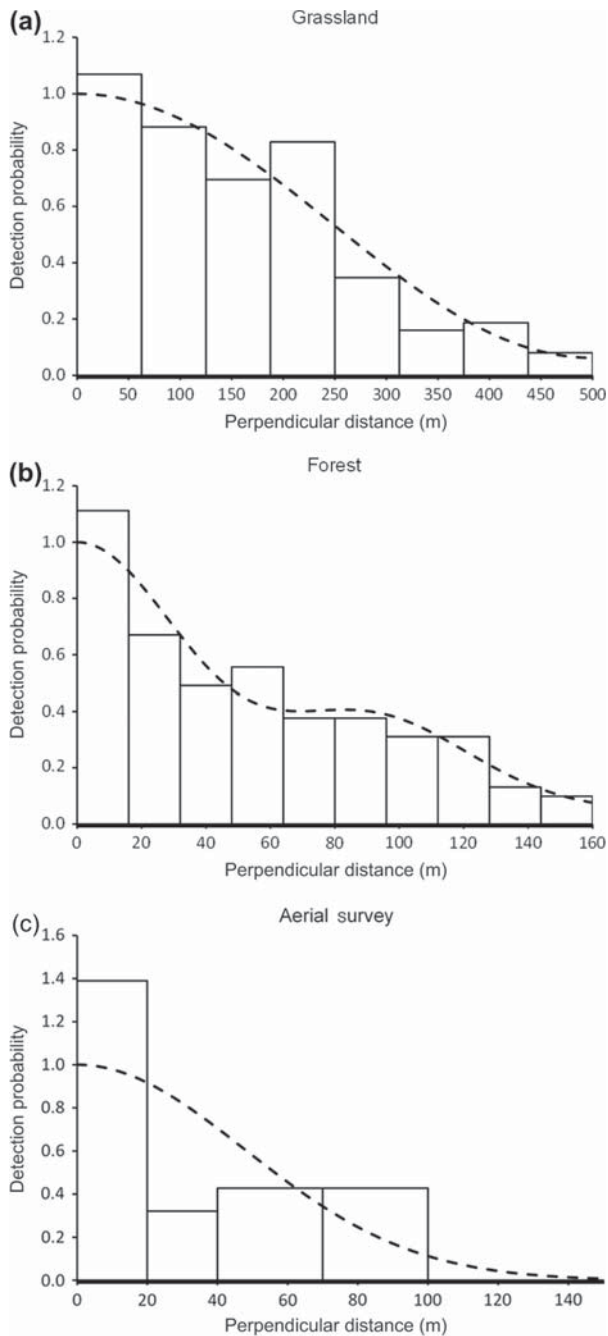 (a) Grassland
Detection probability
1.2
1.0
0.8
0.6
0.4
0.2
0.0
0 50 100 150 200 250 300 350 400 450 500
Perpendicular distance (m)
(b) Forest
Detection probability
1.2
1.0
0.8
0.6
0.4
0.2
0.0
0 20 40 60 80 100 120 140 160
Perpendicular distance (m)
(c) Aerial survey
Detection probability
1.6
1.4
1.2
1.0
0.8
0.6
0.4
0.2
0.0
0 20 40 60 80 100 120 140
Perpendicular distance (m)